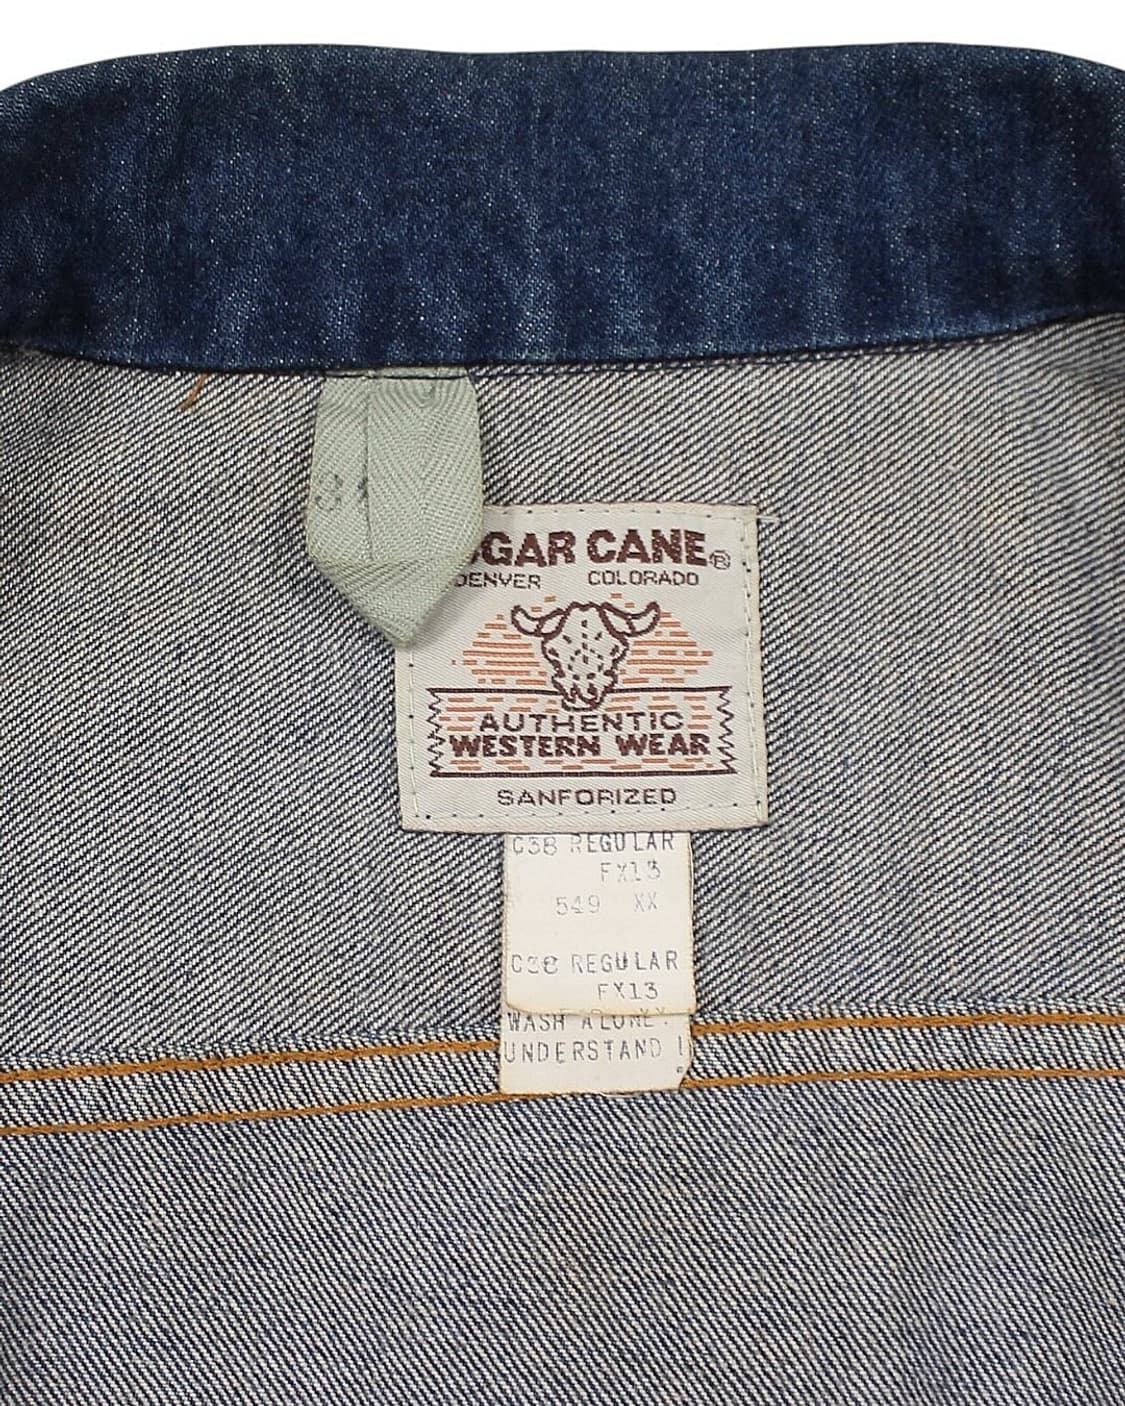 GAR CANE®
DENVER COLORADO
AUTHENTIC
WESTERN WEAR
SANFORIZED
C38 REGULAR
FX13
549 XX
C38 REGULAR
FX13
WASH ALONE!
UNDERSTAND !